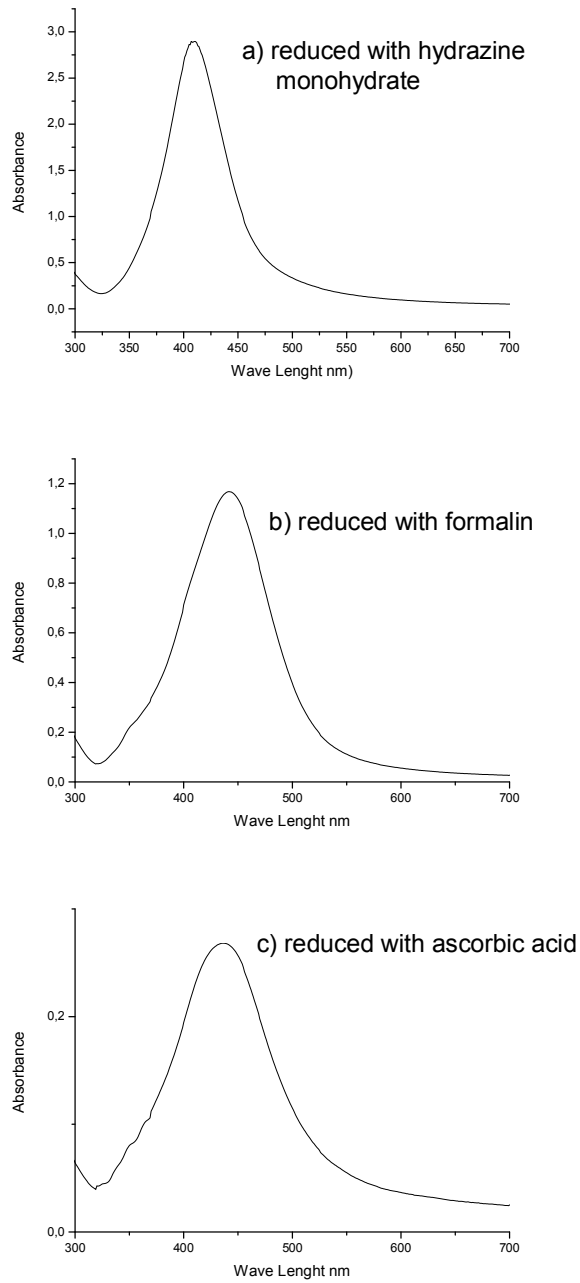 a) reduced with hydrazine
monohydrate
3,0
2,5
2,0
1,5
1,0
0,5
0,0
Absorbance
300 350 400 450 500 550 600 650 700
Wave Lenght nm)
b) reduced with formalin
1,2
1,0
0,8
0,6
0,4
0,2
0,0
Absorbance
300 400 500 600 700
Wave Lenght nm
c) reduced with ascorbic acid
0,2
0,0
Absorbance
300 400 500 600 700
Wave Lenght nm